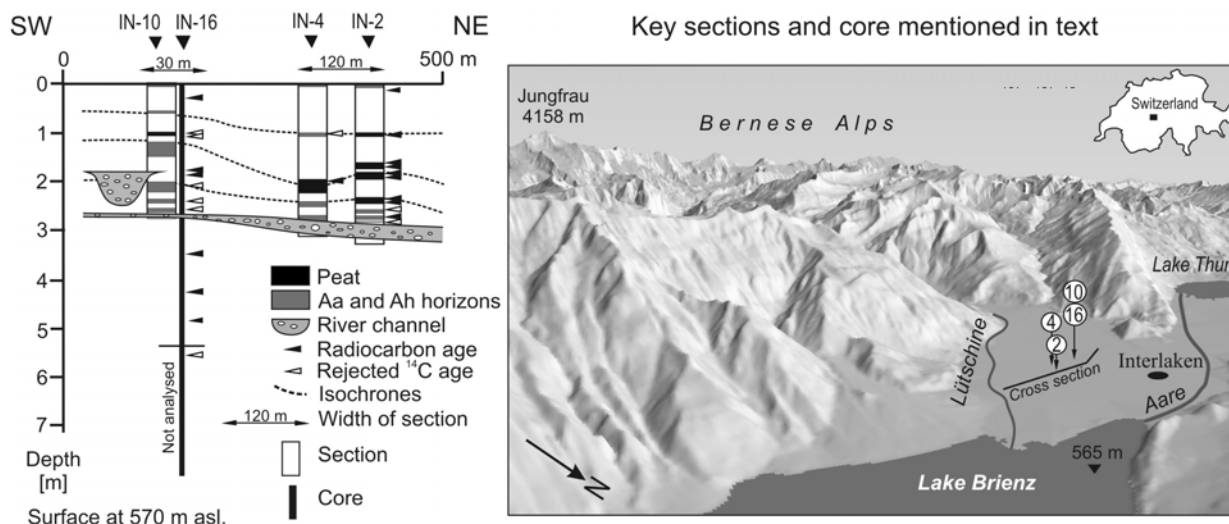 SW
IN-10 IN-16
IN-4
IN-2
NE
0
30 m
120 m
500 m
0
1
2
3
4
5
6
7
Depth
[m]
Surface at 570 m asl.
Not analysed
Peat
Aa and Ah horizons
River channel
Radiocarbon age
Rejected ¹⁴C age
Isochrones
120 m
Width of section
Section
Core
Key sections and core mentioned in text
Jungfrau
4158 m
Bernese Alps
Switzerland
Lake Thun
10
16
4
2
Lütschine
Cross section
Interlaken
Aare
565 m
N
Lake Brienz